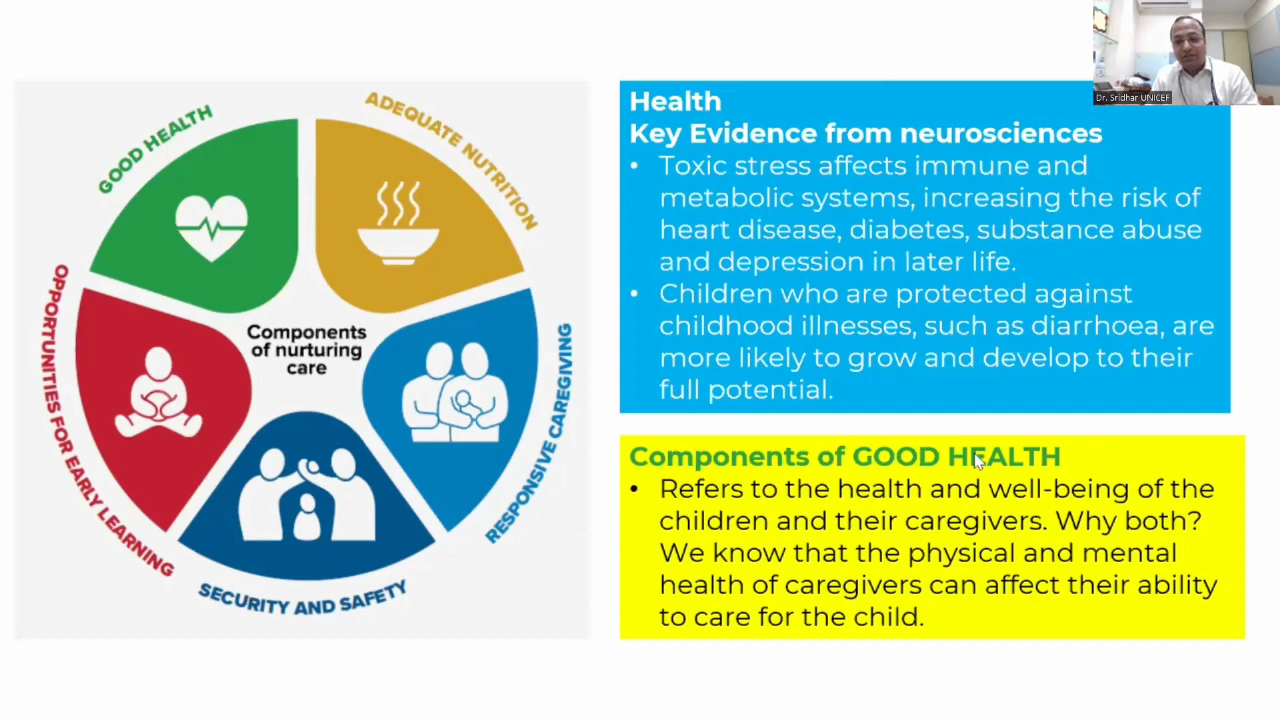 GOOD HEALTH
ADEQUATE NUTRITION
OPPORTUNITIES FOR EARLY LEARNING
RESPONSIVE CAREGIVING
SECURITY AND SAFETY
Components
of nurturing
care
Dr. Sridhar UNICEF
Health
Key Evidence from neurosciences
• Toxic stress affects immune and
metabolic systems, increasing the risk of
heart disease, diabetes, substance abuse
and depression in later life.
• Children who are protected against
childhood illnesses, such as diarrhoea, are
more likely to grow and develop to their
full potential.
Components of GOOD HEALTH
• Refers to the health and well-being of the
children and their caregivers. Why both?
We know that the physical and mental
health of caregivers can affect their ability
to care for the child.